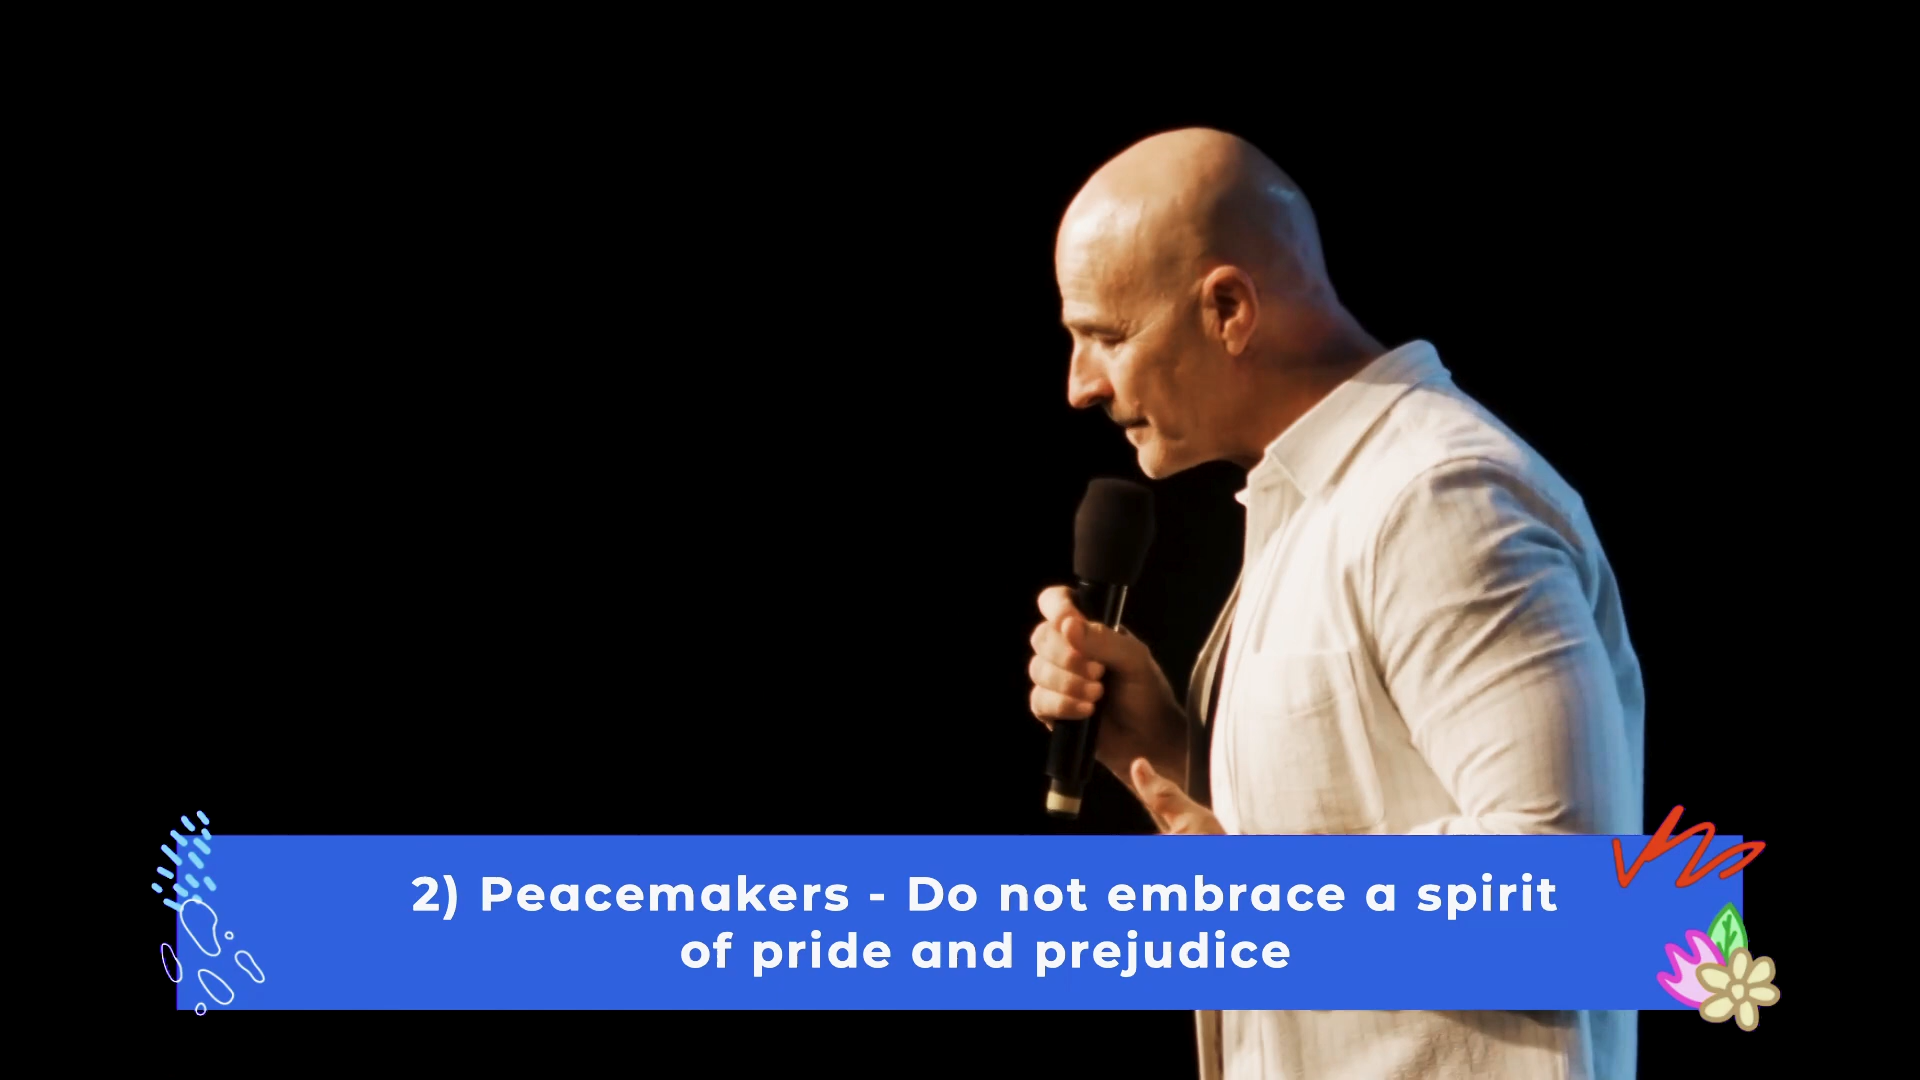 2) Peacemakers - Do not embrace a spirit
of pride and prejudice